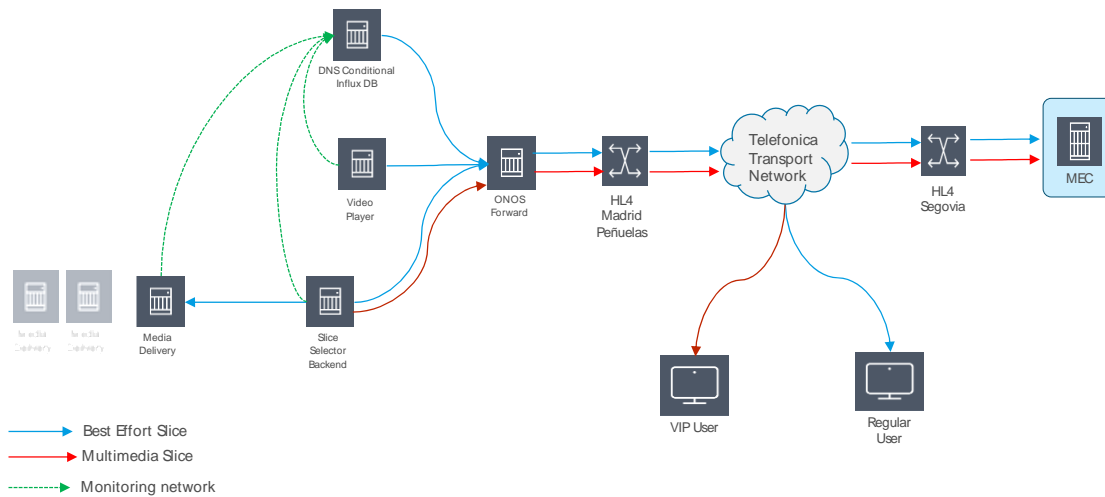 DNS Conditional
Influx DB
Video
Player
ONOS
Forward
HL4
Madrid
Peñuelas
Telefonica
Transport
Network
HL4
Segovia
MEC
Media
Delivery
Slice
Selector
Backend
VIP User
Regular
User
Best Effort Slice
Multimedia Slice
Monitoring network